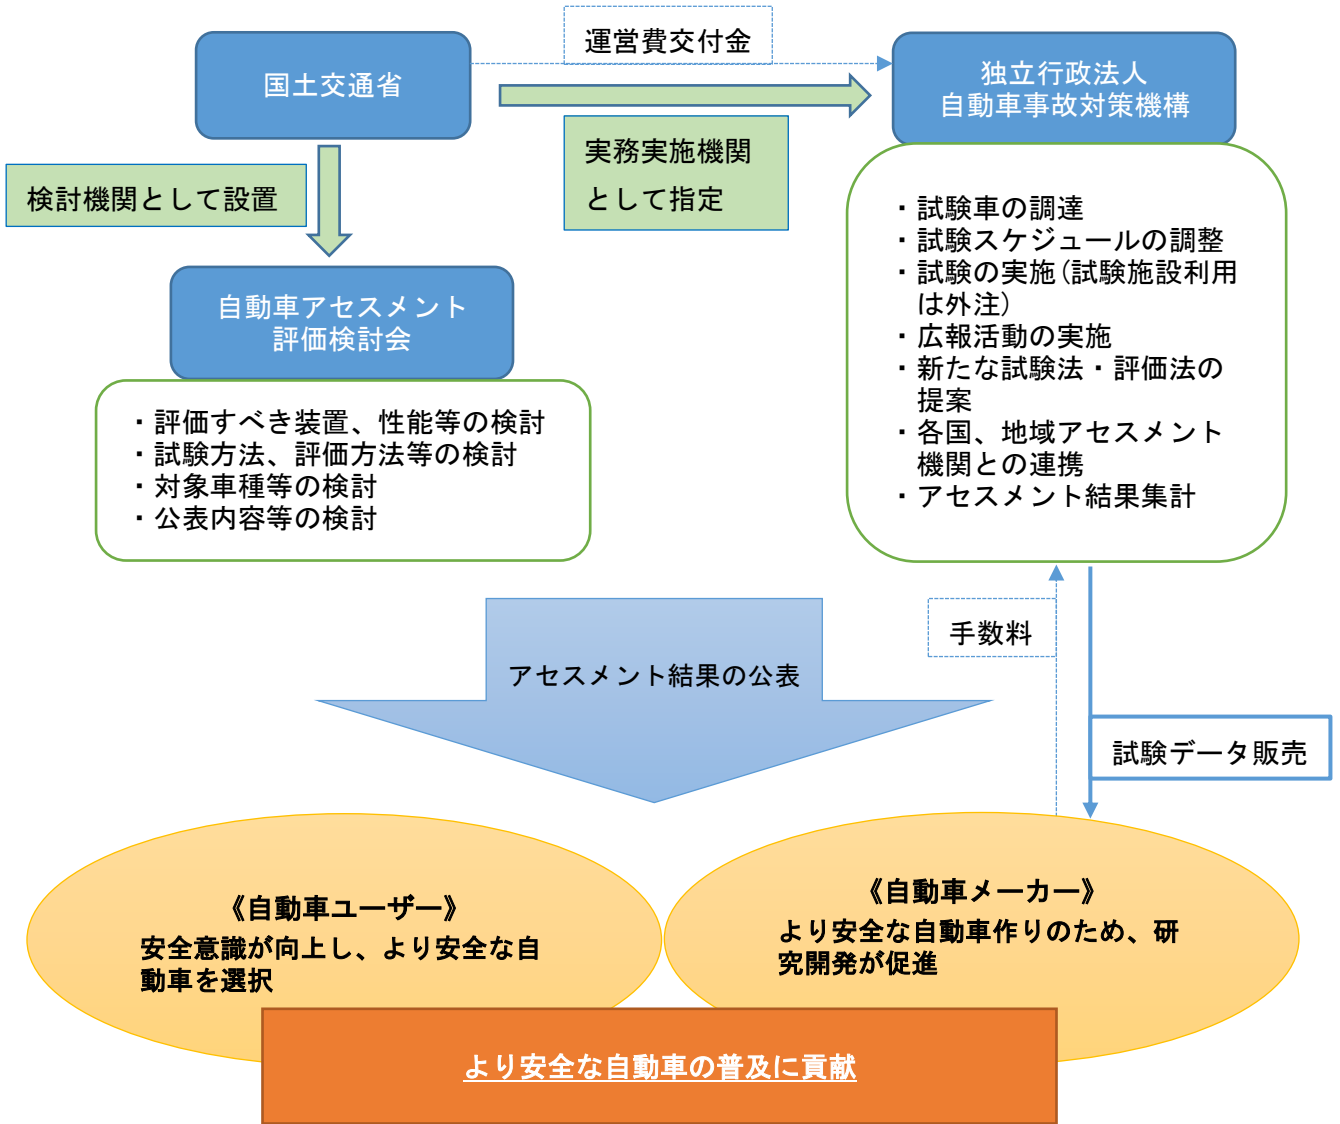 運営費交付金
国土交通省
独立行政法人
自動車事故対策機構
実務実施機関
として指定
検討機関として設置
・試験車の調達
・試験スケジュールの調整
・試験の実施(試験施設利用
は外注)
・広報活動の実施
・新たな試験法・評価法の
提案
・各国、地域アセスメント
機関との連携
・アセスメント結果集計
自動車アセスメント
評価検討会
・評価すべき装置、性能等の検討
・試験方法、評価方法等の検討
・対象車種等の検討
・公表内容等の検討
手数料
アセスメント結果の公表
試験データ販売
《自動車ユーザー》
安全意識が向上し、より安全な自
動車を選択
《自動車メーカー》
より安全な自動車作りのため、研
究開発が促進
より安全な自動車の普及に貢献